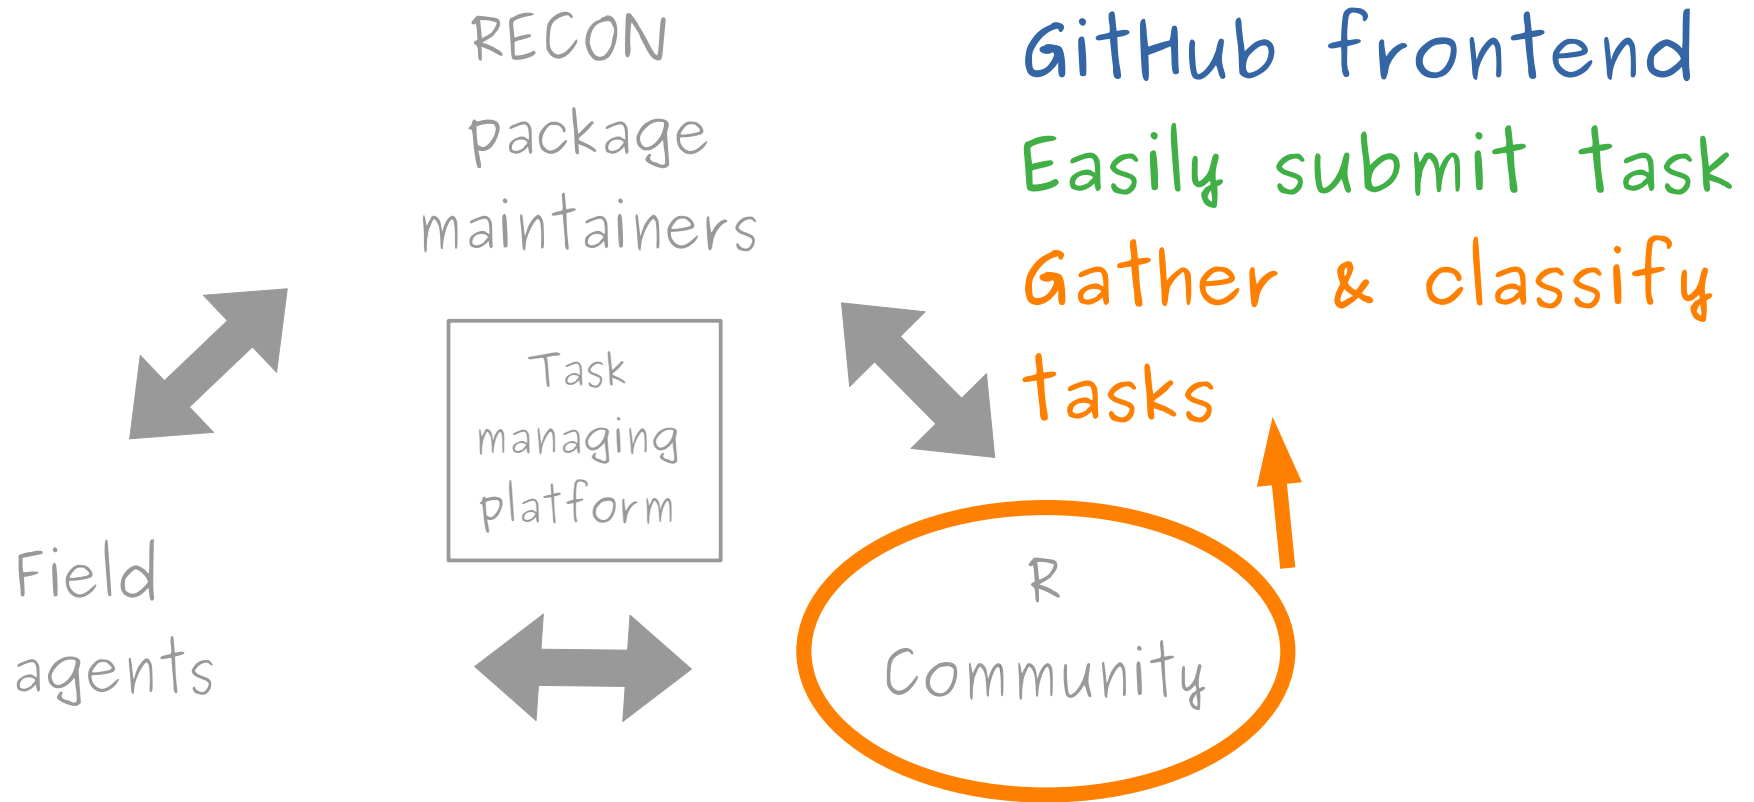 RECON
package
maintainers
GitHub frontend
Easily submit task
Gather & classify
tasks
Task
managing
platform
Field
agents
R
Community